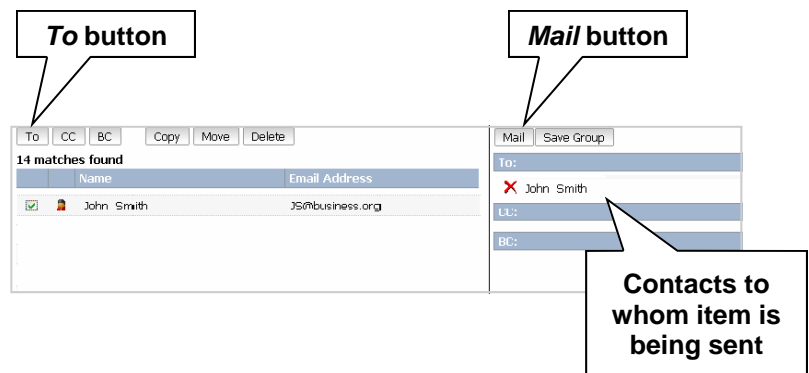 To button
Mail button
To CC BC Copy Move Delete
14 matches found
Name Email Address
John Smith JS@business.org
Mail Save Group
To:
John Smith
CC:
BC:
Contacts to
whom item is
being sent